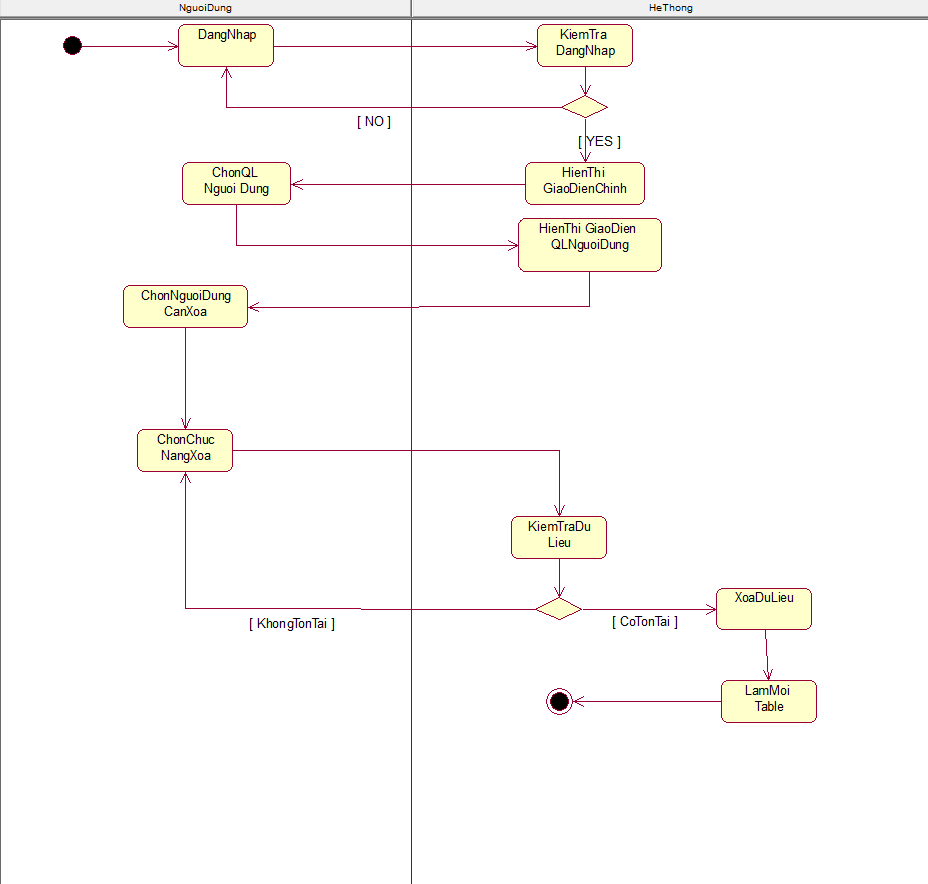 NguoiDung
HeThong
DangNhap
KiemTra
DangNhap
[ NO ]
[ YES ]
ChonQL
Nguoi Dung
HienThi
GiaoDienChinh
HienThi GiaoDien
QLNguoiDung
ChonNguoiDung
CanXoa
ChonChuc
NangXoa
KiemTraDu
Lieu
[ KhongTonTai ]
[ CoTonTai ]
XoaDuLieu
LamMoi
Table